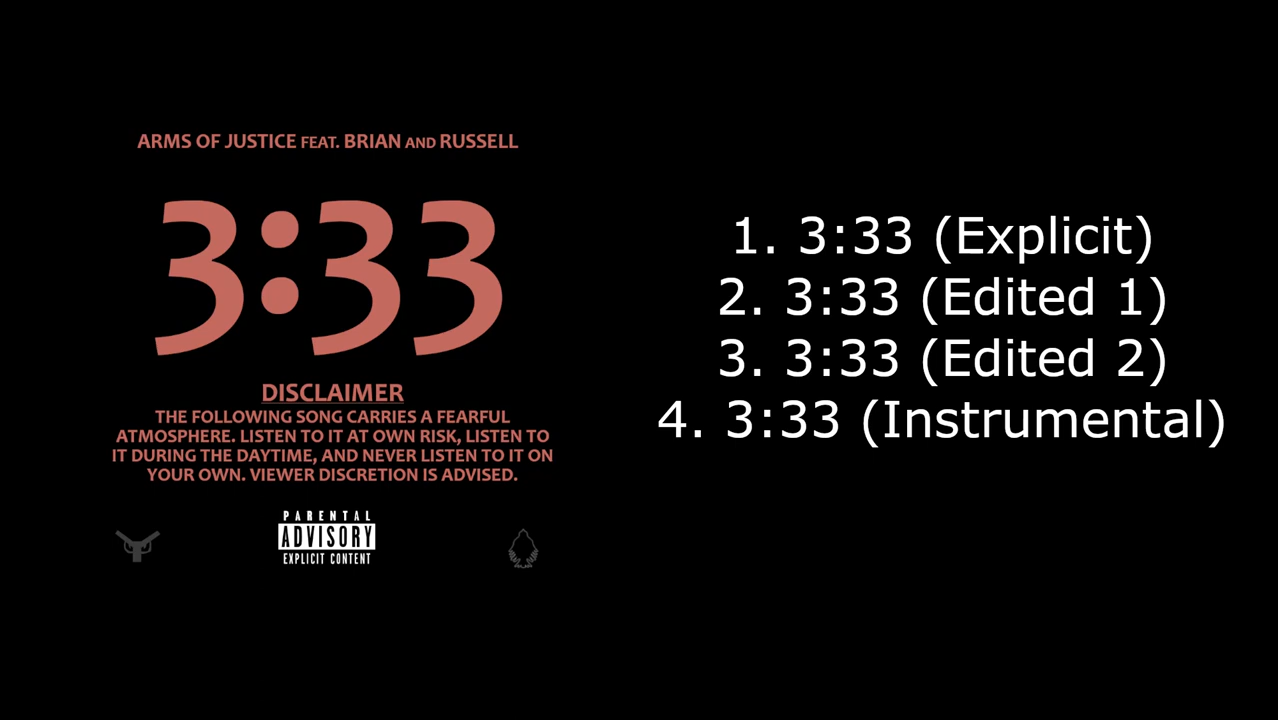 ARMS OF JUSTICE FEAT. BRIAN AND RUSSELL
3:33
DISCLAIMER
THE FOLLOWING SONG CARRIES A FEARFUL
ATMOSPHERE. LISTEN TO IT AT OWN RISK, LISTEN TO
IT DURING THE DAYTIME, AND NEVER LISTEN TO IT ON
YOUR OWN. VIEWER DISCRETION IS ADVISED.
PARENTAL
ADVISORY
EXPLICIT CONTENT
1. 3:33 (Explicit)
2. 3:33 (Edited 1)
3. 3:33 (Edited 2)
4. 3:33 (Instrumental)